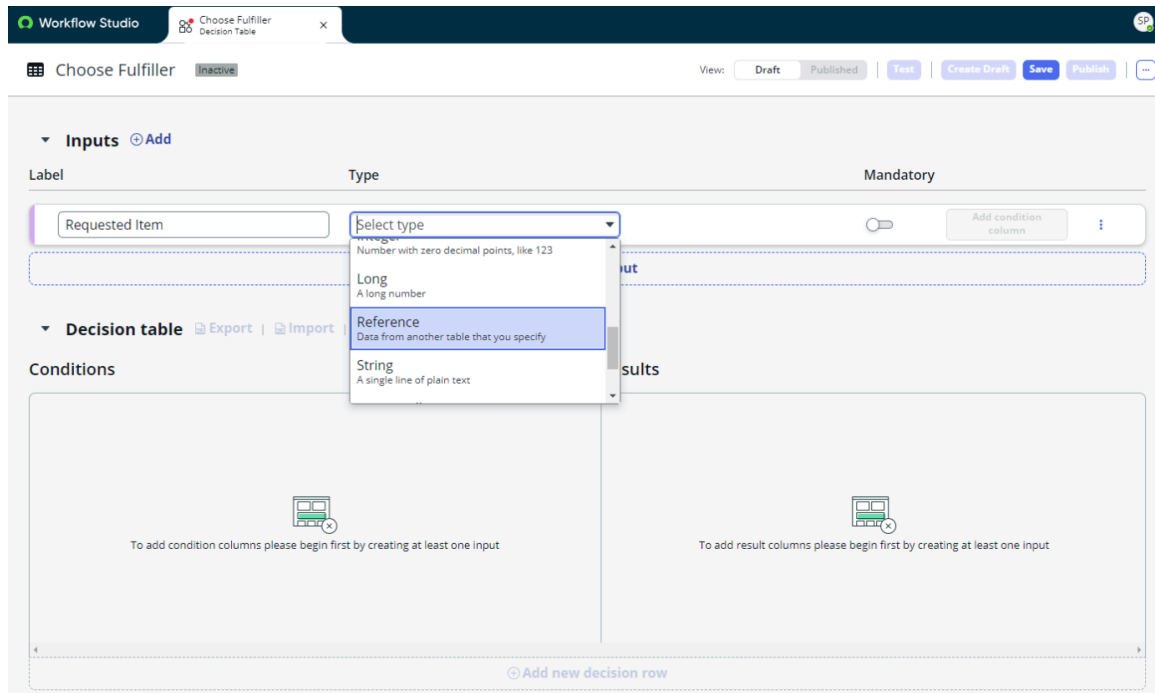 Workflow Studio
Choose Fulfiller
Decision Table
SP
Choose Fulfiller
Inactive
View:
Draft
Published
Test
Create Draft
Save
Publish
Inputs
Add
Label
Type
Mandatory
Requested Item
Select type
Add condition
column
Integer
Number with zero decimal points, like 123
Long
A long number
Reference
Data from another table that you specify
String
A single line of plain text
Decision table
Export
Import
Conditions
To add condition columns please begin first by creating at least one input
To add result columns please begin first by creating at least one input
Add new decision row